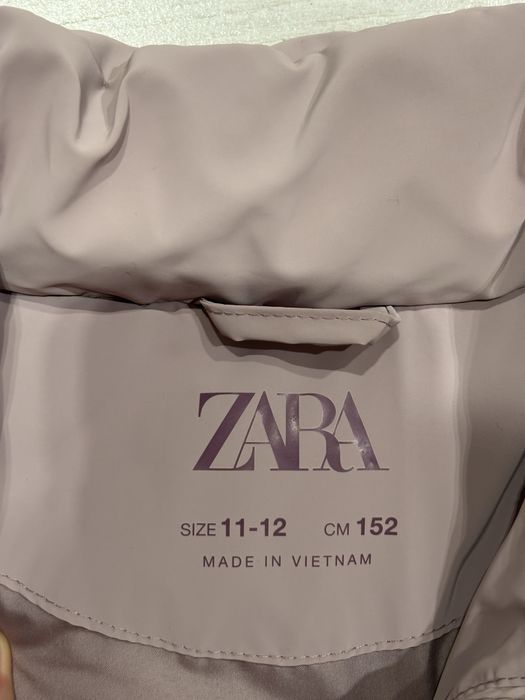 ZARA
SIZE 11-12 CM 152
MADE IN VIETNAM